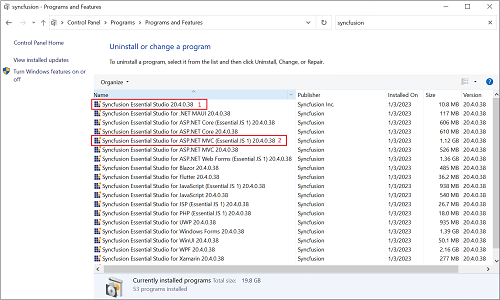 syncfusion
Programs and Features
Control Panel > Programs > Programs and Features
syncfusion
Control Panel Home
View installed updates
Turn Windows features on or off
Uninstall or change a program
To uninstall a program, select it from the list and then click Uninstall, Change, or Repair.
Organize
Name Publisher Installed On Size Version
Syncfusion Essential Studio 20.4.0.38 1 Syncfusion Inc. 1/3/2023 10.8 MB 20.4.0.38
Syncfusion Essential Studio for .NET MAUI 20.4.0.38 Syncfusion 1/3/2023 117 MB 20.4.0.38
Syncfusion Essential Studio for ASP.NET Core (Essential JS 1) 20.4.0.38 Syncfusion 1/3/2023 606 MB 20.4.0.38
Syncfusion Essential Studio for ASP.NET Core 20.4.0.38 Syncfusion 1/3/2023 610 MB 20.4.0.38
Syncfusion Essential Studio for ASP.NET MVC (Essential JS 1) 20.4.0.38 2 Syncfusion 1/3/2023 1.12 GB 20.4.0.38
Syncfusion Essential Studio for ASP.NET MVC 20.4.0.38 Syncfusion 1/3/2023 526 MB 20.4.0.38
Syncfusion Essential Studio for ASP.NET Web Forms (Essential JS 1) 20.4.0.38 Syncfusion 1/3/2023 1.36 GB 20.4.0.38
Syncfusion Essential Studio for Blazor 20.4.0.38 Syncfusion 1/3/2023 485 MB 20.4.0.38
Syncfusion Essential Studio for Flutter 20.4.0.38 Syncfusion 1/3/2023 36.2 MB 20.4.0.38
Syncfusion Essential Studio for JavaScript (Essential JS 1) 20.4.0.38 Syncfusion 1/3/2023 938 MB 20.4.0.38
Syncfusion Essential Studio for JavaScript 20.4.0.38 Syncfusion 1/3/2023 540 MB 20.4.0.38
Syncfusion Essential Studio for JSP (Essential JS 1) 20.4.0.38 Syncfusion 1/3/2023 26.6 MB 20.4.0.38
Syncfusion Essential Studio for PHP (Essential JS 1) 20.4.0.38 Syncfusion 1/3/2023 18.0 MB 20.4.0.38
Syncfusion Essential Studio for UWP 20.4.0.38 Syncfusion 1/3/2023 935 MB 20.4.0.38
Syncfusion Essential Studio for Windows Forms 20.4.0.38 Syncfusion 1/3/2023 1.39 GB 20.4.0.38
Syncfusion Essential Studio for WinUI 20.4.0.38 Syncfusion 1/3/2023 50.1 MB 20.4.0.38
Syncfusion Essential Studio for WPF 20.4.0.38 Syncfusion 1/3/2023 2.16 GB 20.4.0.38
Syncfusion Essential Studio for Xamarin 20.4.0.38 Syncfusion 1/3/2023 277 MB 20.4.0.38
Currently installed programs Total size: 19.8 GB
53 programs installed